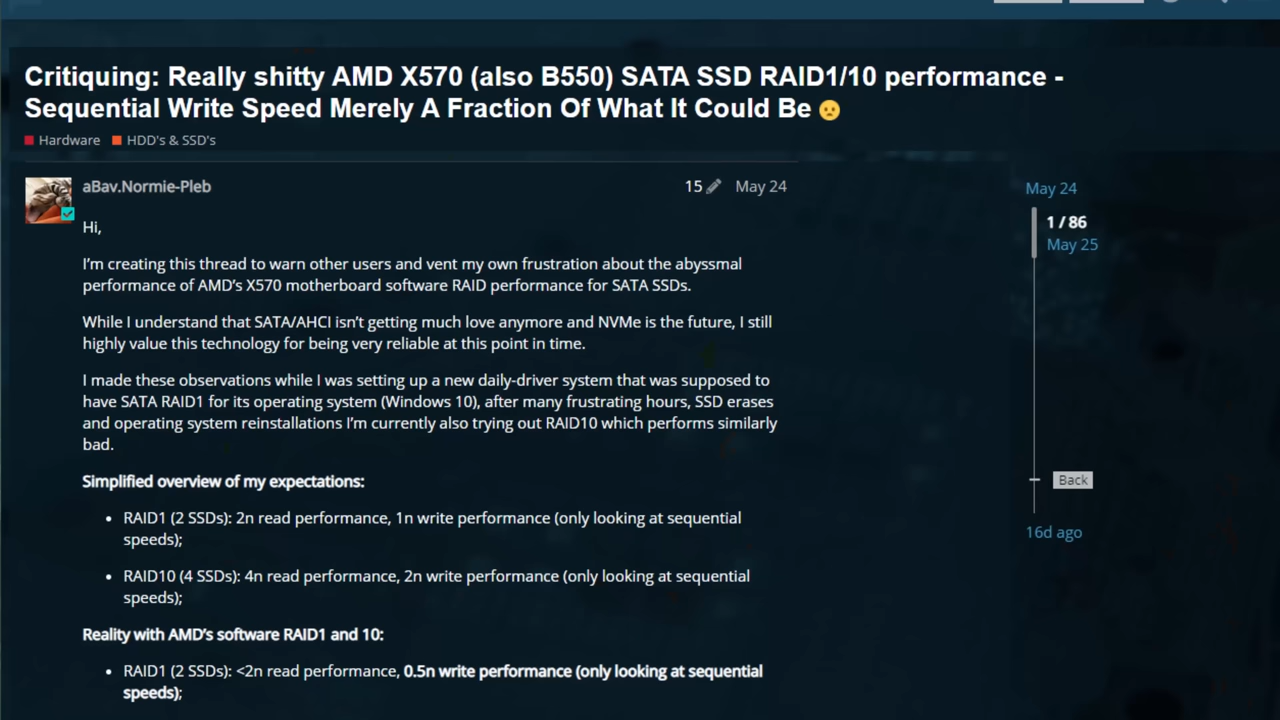 Critiquing: Really shitty AMD X570 (also B550) SATA SSD RAID1/10 performance -
Sequential Write Speed Merely A Fraction Of What It Could Be 😟
Hardware HDD's & SSD's
aBav.Normie-Pleb 15 May 24
Hi,
I'm creating this thread to warn other users and vent my own frustration about the abyssmal
performance of AMD's X570 motherboard software RAID performance for SATA SSDs.
While I understand that SATA/AHCI isn't getting much love anymore and NVMe is the future, I still
highly value this technology for being very reliable at this point in time.
I made these observations while I was setting up a new daily-driver system that was supposed to
have SATA RAID1 for its operating system (Windows 10), after many frustrating hours, SSD erases
and operating system reinstallations I'm currently also trying out RAID10 which performs similarly
bad.
Simplified overview of my expectations:
• RAID1 (2 SSDs): 2n read performance, 1n write performance (only looking at sequential
speeds);
• RAID10 (4 SSDs): 4n read performance, 2n write performance (only looking at sequential
speeds);
Reality with AMD's software RAID1 and 10:
• RAID1 (2 SSDs): <2n read performance, 0.5n write performance (only looking at sequential
speeds);
May 24
1 / 86
May 25
Back
16d ago